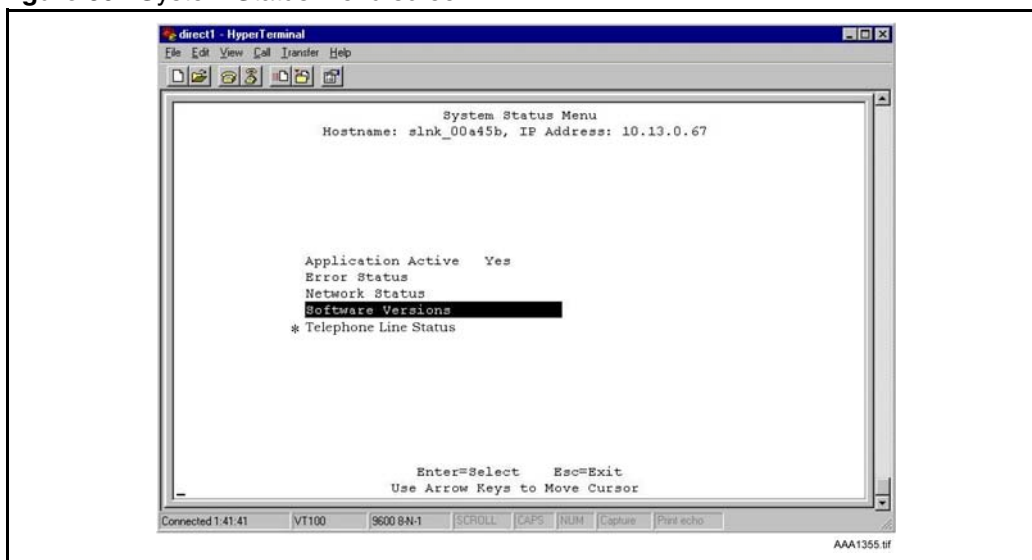 direct1 - HyperTerminal
File Edit View Call Transfer Help
System Status Menu
Hostname: slnk_00a45b, IP Address: 10.13.0.67
Application Active Yes
Error Status
Network Status
Software Versions
* Telephone Line Status
Enter=Select Esc=Exit
Use Arrow Keys to Move Cursor
Connected 1:41:41 VT100 9600 8-N-1 SCROLL CAPS NUM Capture Print echo
AAA1355.tif